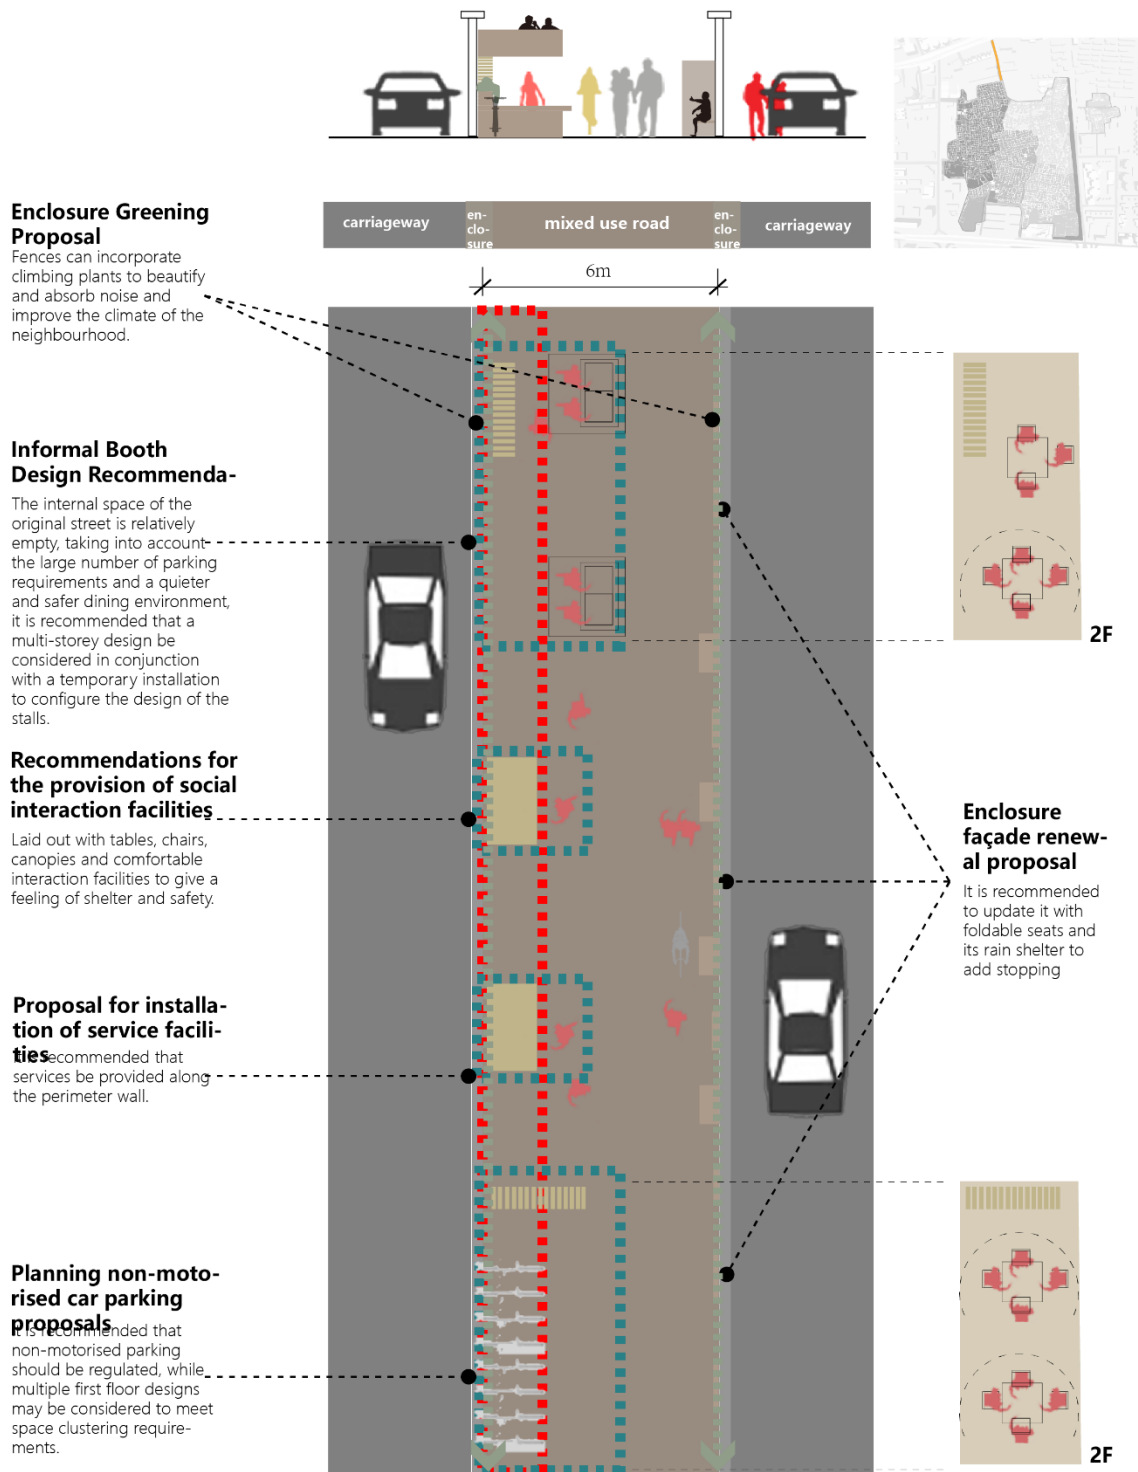 carriageway
en-
clo-
sure
mixed use road
en-
clo-
sure
carriageway
6m
Enclosure Greening
Proposal
Fences can incorporate
climbing plants to beautify
and absorb noise and
improve the climate of the
neighbourhood.
Informal Booth
Design Recommenda-
The internal space of the
original street is relatively
empty, taking into account
the large number of parking
requirements and a quieter
and safer dining environment,
it is recommended that a
multi-storey design be
considered in conjunction
with a temporary installation
to configure the design of the
stalls.
Recommendations for
the provision of social
interaction facilities
Laid out with tables, chairs,
canopies and comfortable
interaction facilities to give a
feeling of shelter and safety.
Proposal for installa-
tion of service facili-
ties
It is recommended that
services be provided along
the perimeter wall.
Planning non-moto-
rised car parking
proposals
It is recommended that
non-motorised parking
should be regulated, while
multiple first floor designs
may be considered to meet
space clustering require-
ments.
2F
Enclosure
façade renew-
al proposal
It is recommended
to update it with
foldable seats and
its rain shelter to
add stopping
2F